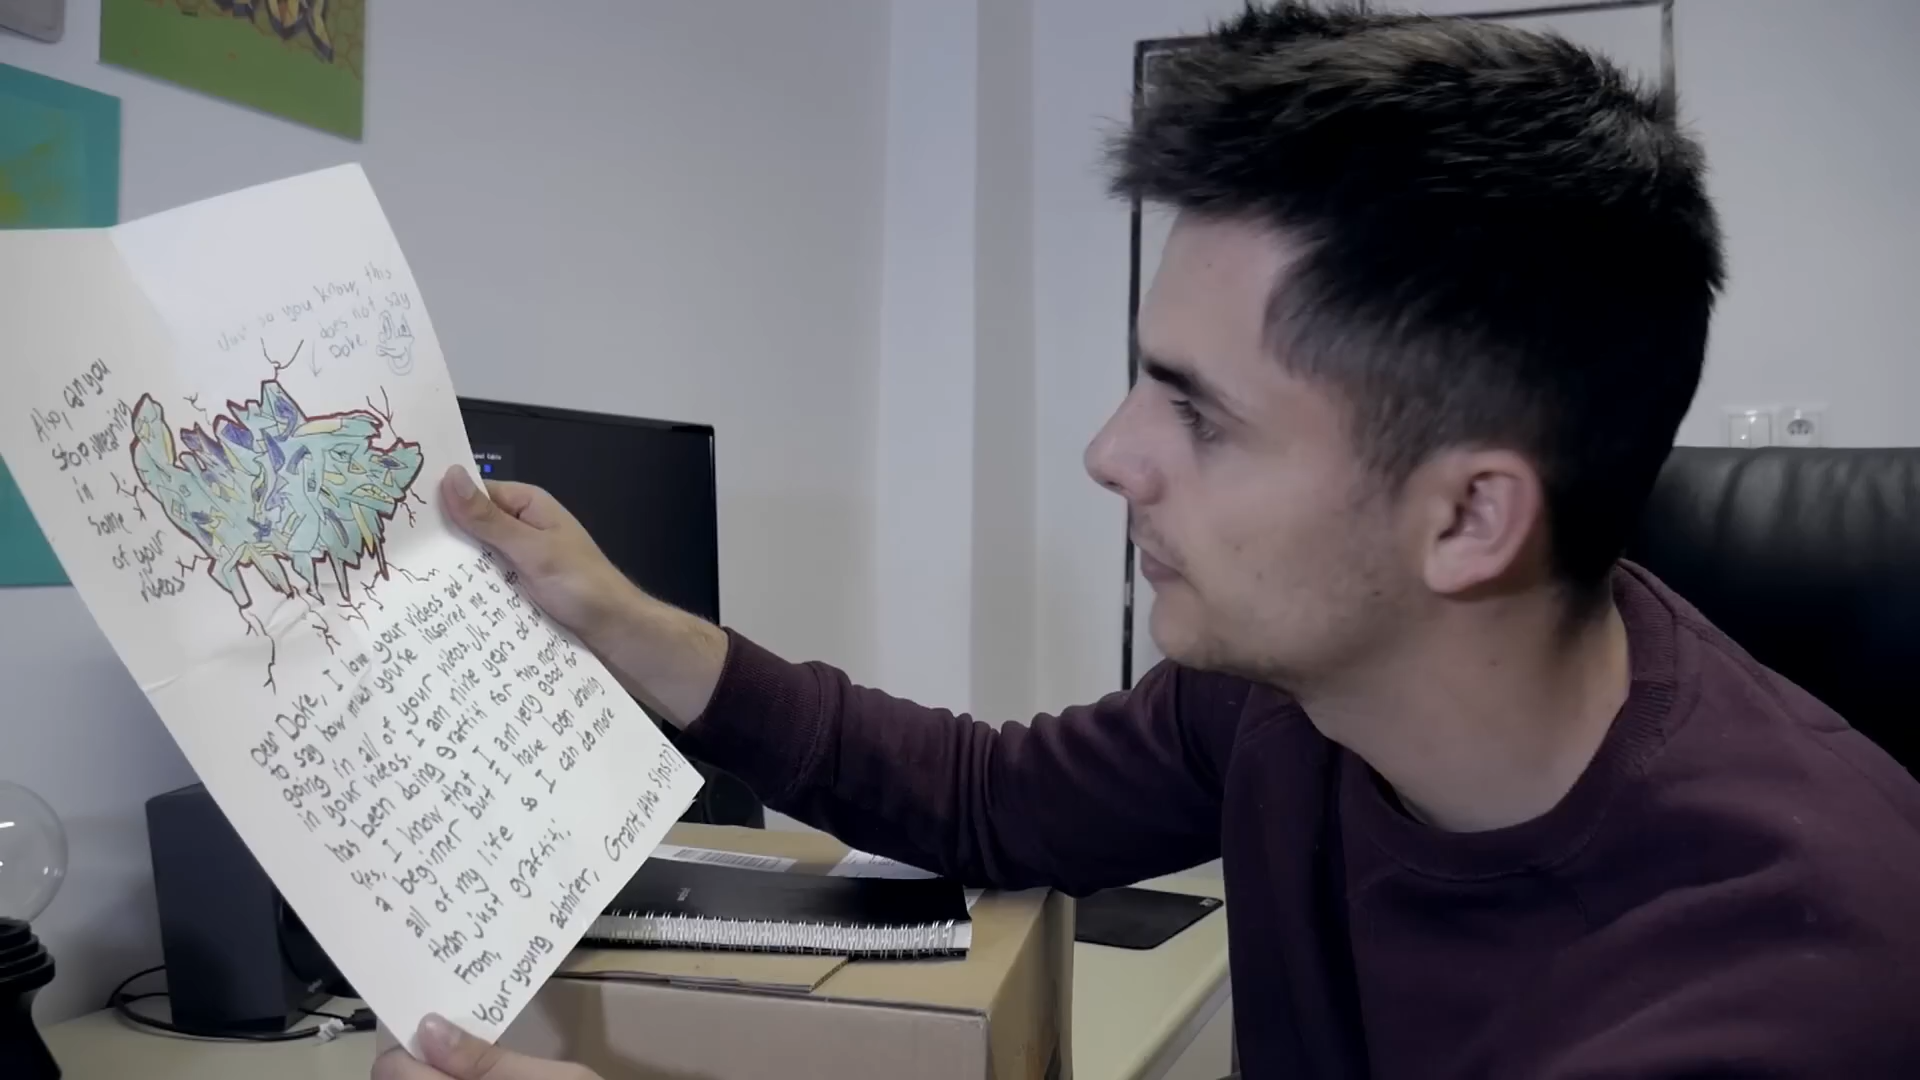 Just so you know, this
does not say
Doke.
Also, can you
stop swearing
in
some
of your
videos
Dear Doke, I love your videos and I
to say how much you'se inspired me to
going in all of your videos. JK Im not
in your videos. I am nine years old
has been doing graffiti for two months
Yes, I know that I am very good for
a beginner but I have been drawing
all of my life so I can do more
than just graffiti.
From,
Your young admirer, Grant